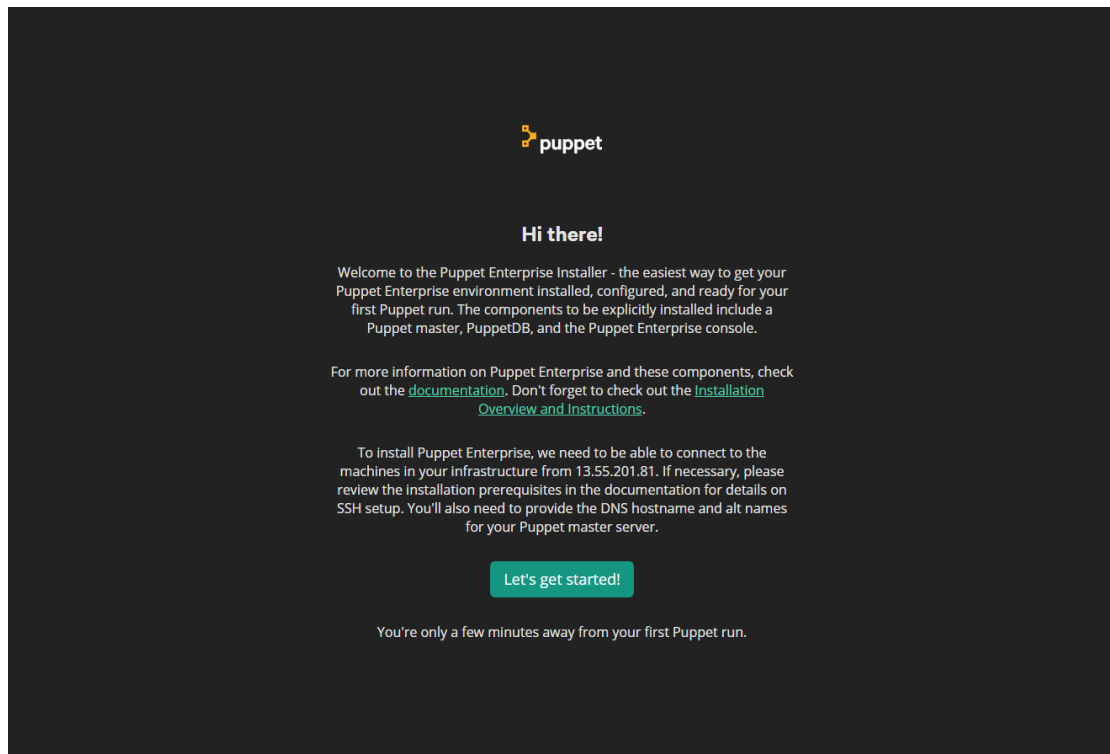 puppet
Hi there!
Welcome to the Puppet Enterprise Installer - the easiest way to get your
Puppet Enterprise environment installed, configured, and ready for your
first Puppet run. The components to be explicitly installed include a
Puppet master, PuppetDB, and the Puppet Enterprise console.
For more information on Puppet Enterprise and these components, check
out the documentation. Don't forget to check out the Installation
Overview and Instructions.
To install Puppet Enterprise, we need to be able to connect to the
machines in your infrastructure from 13.55.201.81. If necessary, please
review the installation prerequisites in the documentation for details on
SSH setup. You'll also need to provide the DNS hostname and alt names
for your Puppet master server.
Let's get started!
You're only a few minutes away from your first Puppet run.